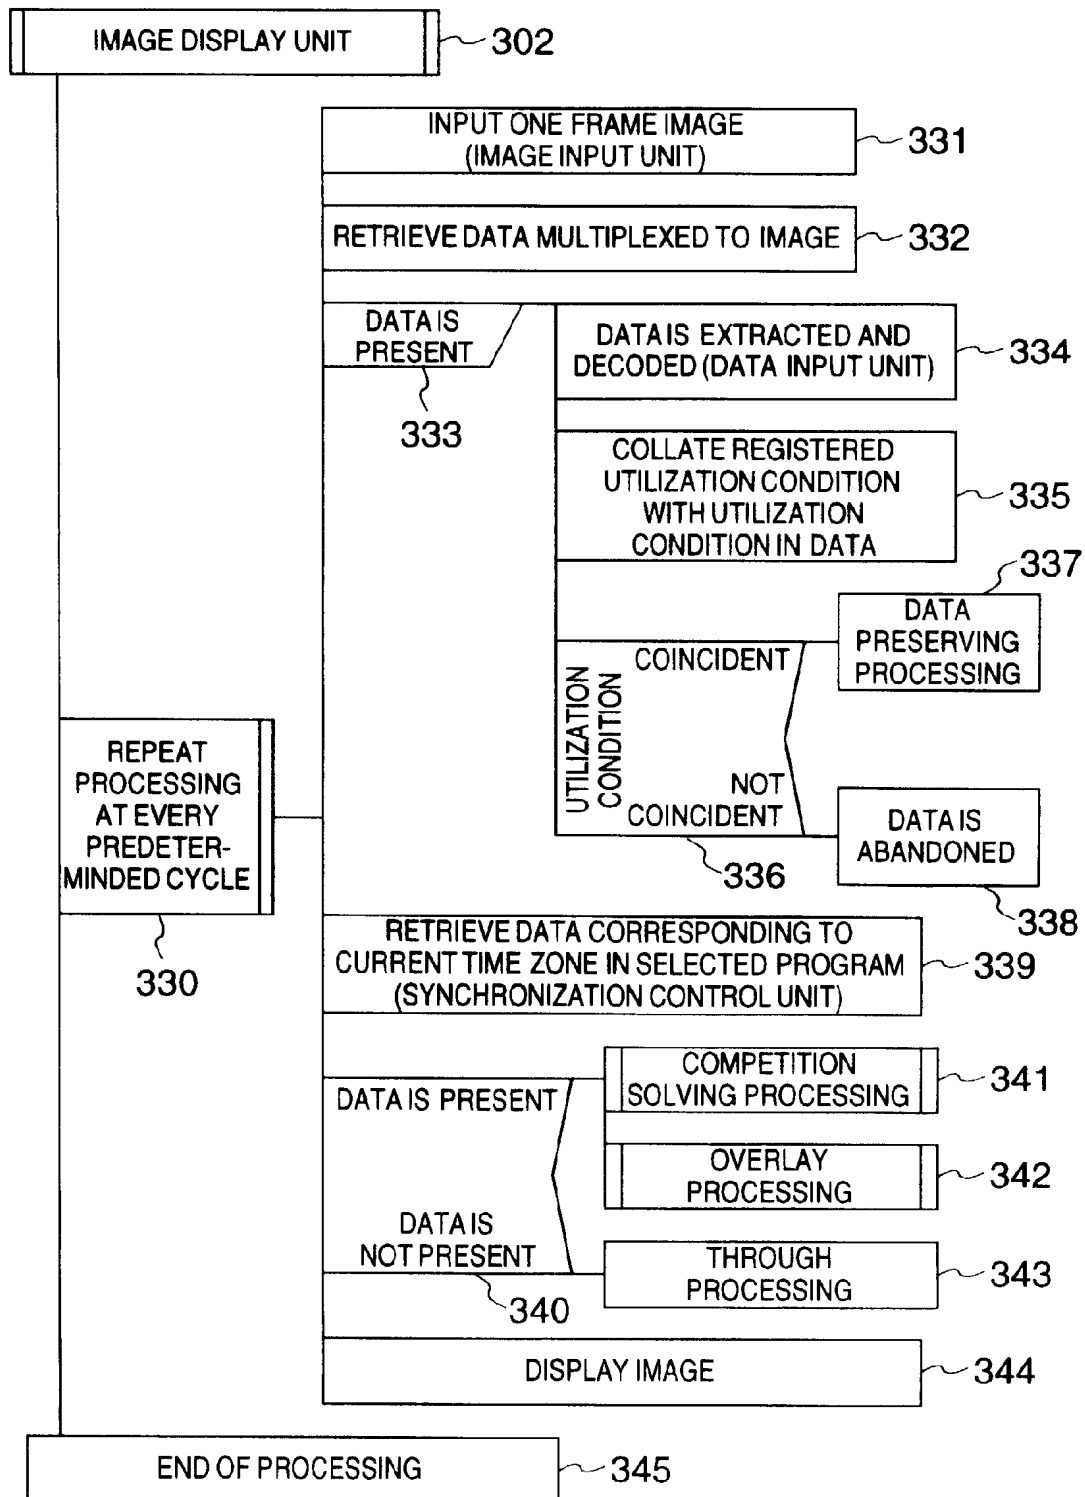 IMAGE DISPLAY UNIT
302
INPUT ONE FRAME IMAGE
(IMAGE INPUT UNIT)
331
RETRIEVE DATA MULTIPLEXED TO IMAGE
332
DATA IS
PRESENT
333
DATA IS EXTRACTED AND
DECODED (DATA INPUT UNIT)
334
COLLATE REGISTERED
UTILIZATION CONDITION
WITH UTILIZATION
CONDITION IN DATA
335
UTILIZATION
CONDITION
COINCIDENT
NOT
COINCIDENT
336
337
DATA
PRESERVING
PROCESSING
DATA IS
ABANDONED
338
REPEAT
PROCESSING
AT EVERY
PREDETER-
MINDED CYCLE
330
RETRIEVE DATA CORRESPONDING TO
CURRENT TIME ZONE IN SELECTED PROGRAM
(SYNCHRONIZATION CONTROL UNIT)
339
DATA IS PRESENT
DATA IS
NOT PRESENT
340
COMPETITION
SOLVING PROCESSING
341
OVERLAY
PROCESSING
342
THROUGH
PROCESSING
343
DISPLAY IMAGE
344
END OF PROCESSING
345